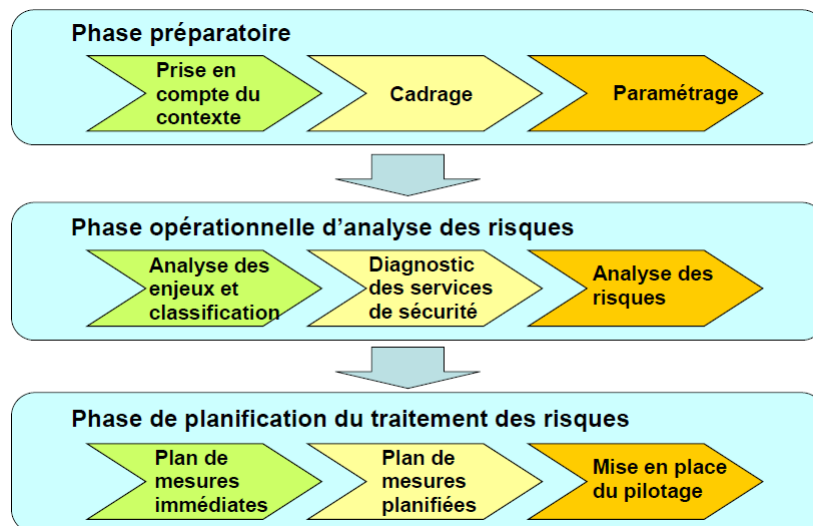 Phase préparatoire
Prise en
compte du
contexte
Cadrage
Paramétrage
Phase opérationnelle d'analyse des risques
Analyse des
enjeux et
classification
Diagnostic
des services
de sécurité
Analyse des
risques
Phase de planification du traitement des risques
Plan de
mesures
immédiates
Plan de
mesures
planifiées
Mise en place
du pilotage